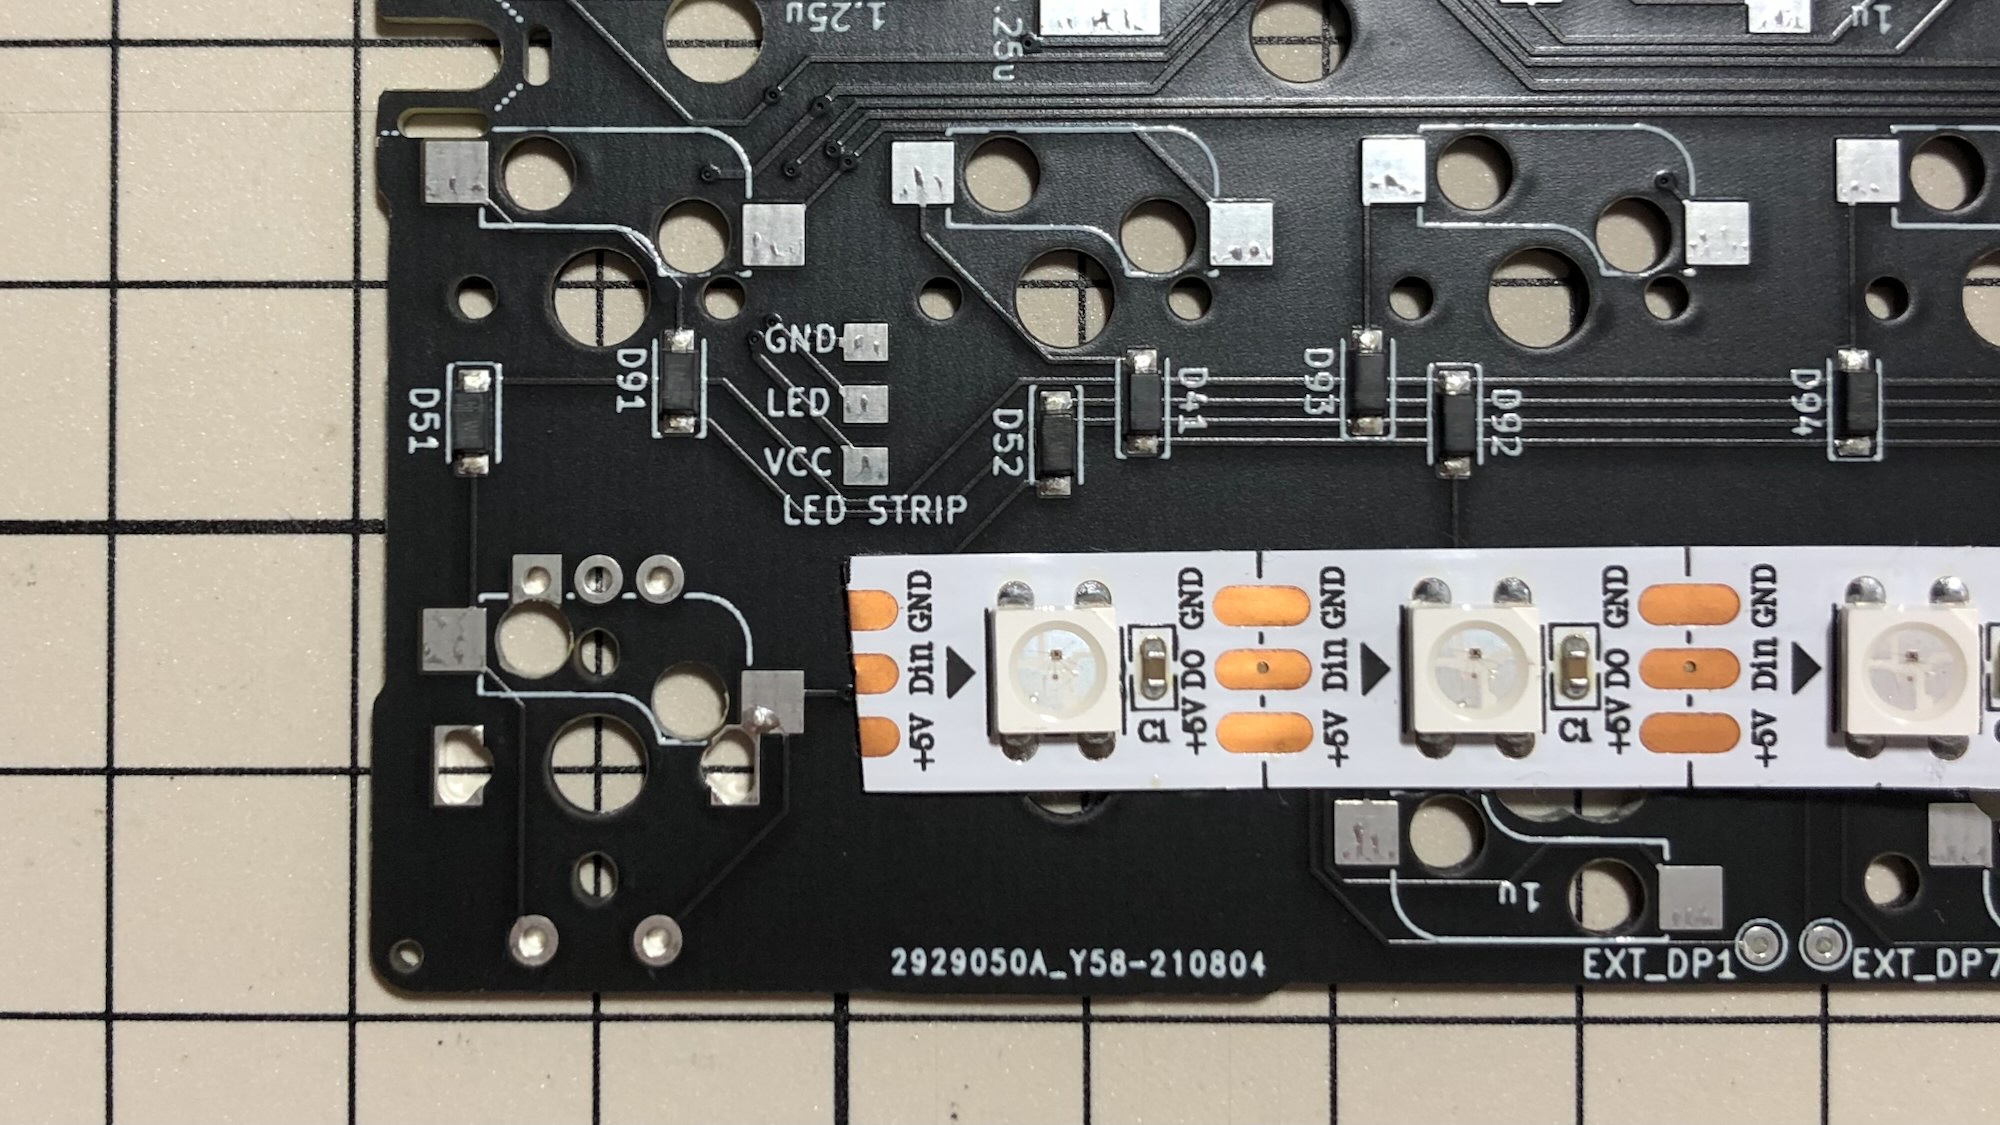 1.25u
.25u
1u
GND
LED
VCC
LED STRIP
D51
D91
D52
D41
D93
D92
D94
GND
Din
+5V
C1
GND
DO
+5V
GND
Din
+5V
C1
GND
DO
+5V
GND
Din
+5V
1u
2929050A_Y58-210804
EXT_DP1
EXT_DP7